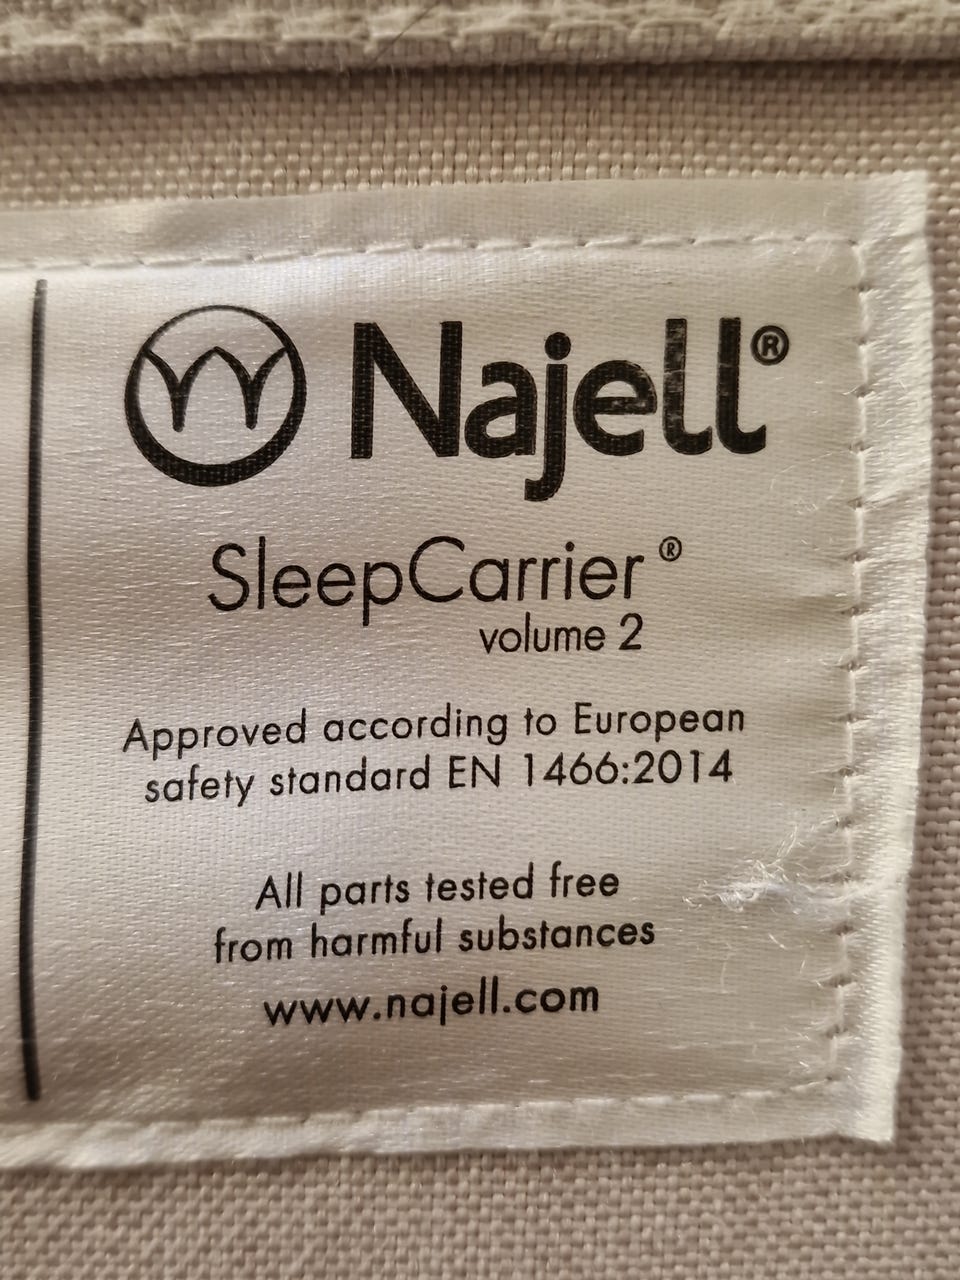 Najell®
SleepCarrier®
volume 2
Approved according to European
safety standard EN 1466:2014
All parts tested free
from harmful substances
www.najell.com